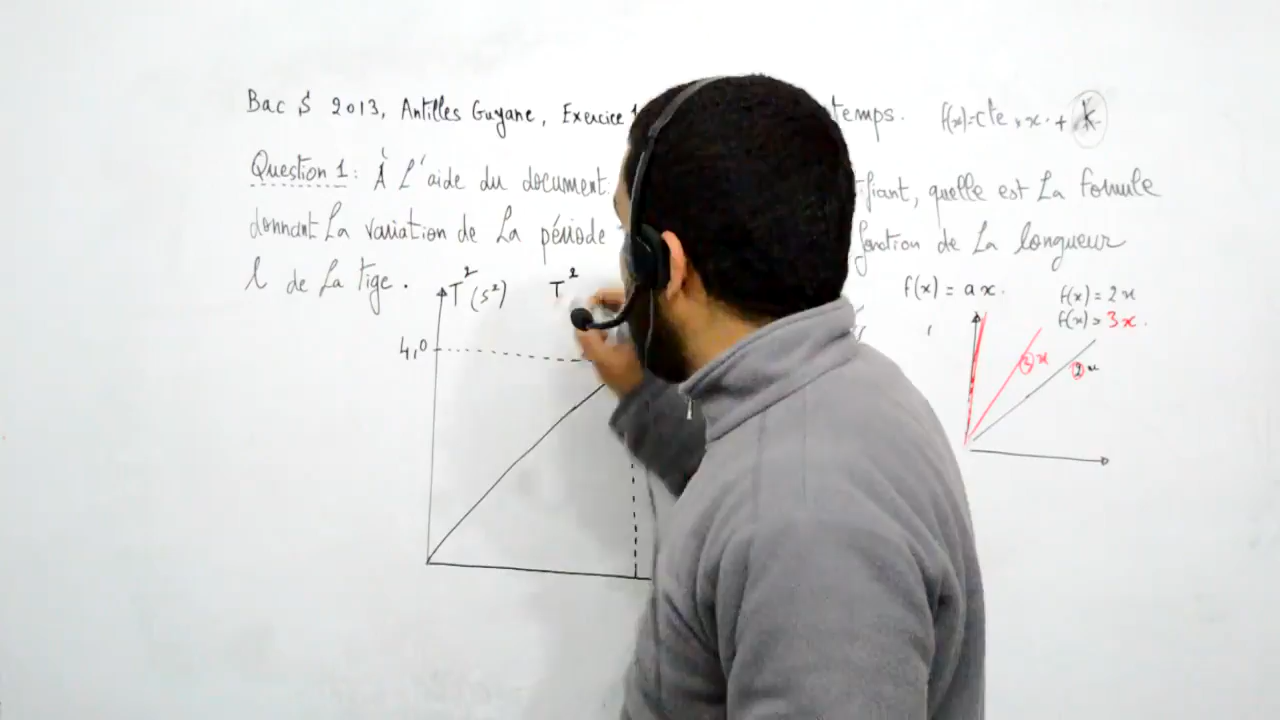 Bac S 2013, Antilles Guyane, Exercice 1 temps. f(x)=cte × x + k
Question 1: À l'aide du document quelle est la formule
donnant la variation de la période fonction de la longueur
l de la tige.
T² (s²) T²
4,0
f(x) = ax.
f(x) = 2x
f(x) = 3x.
3x
2x